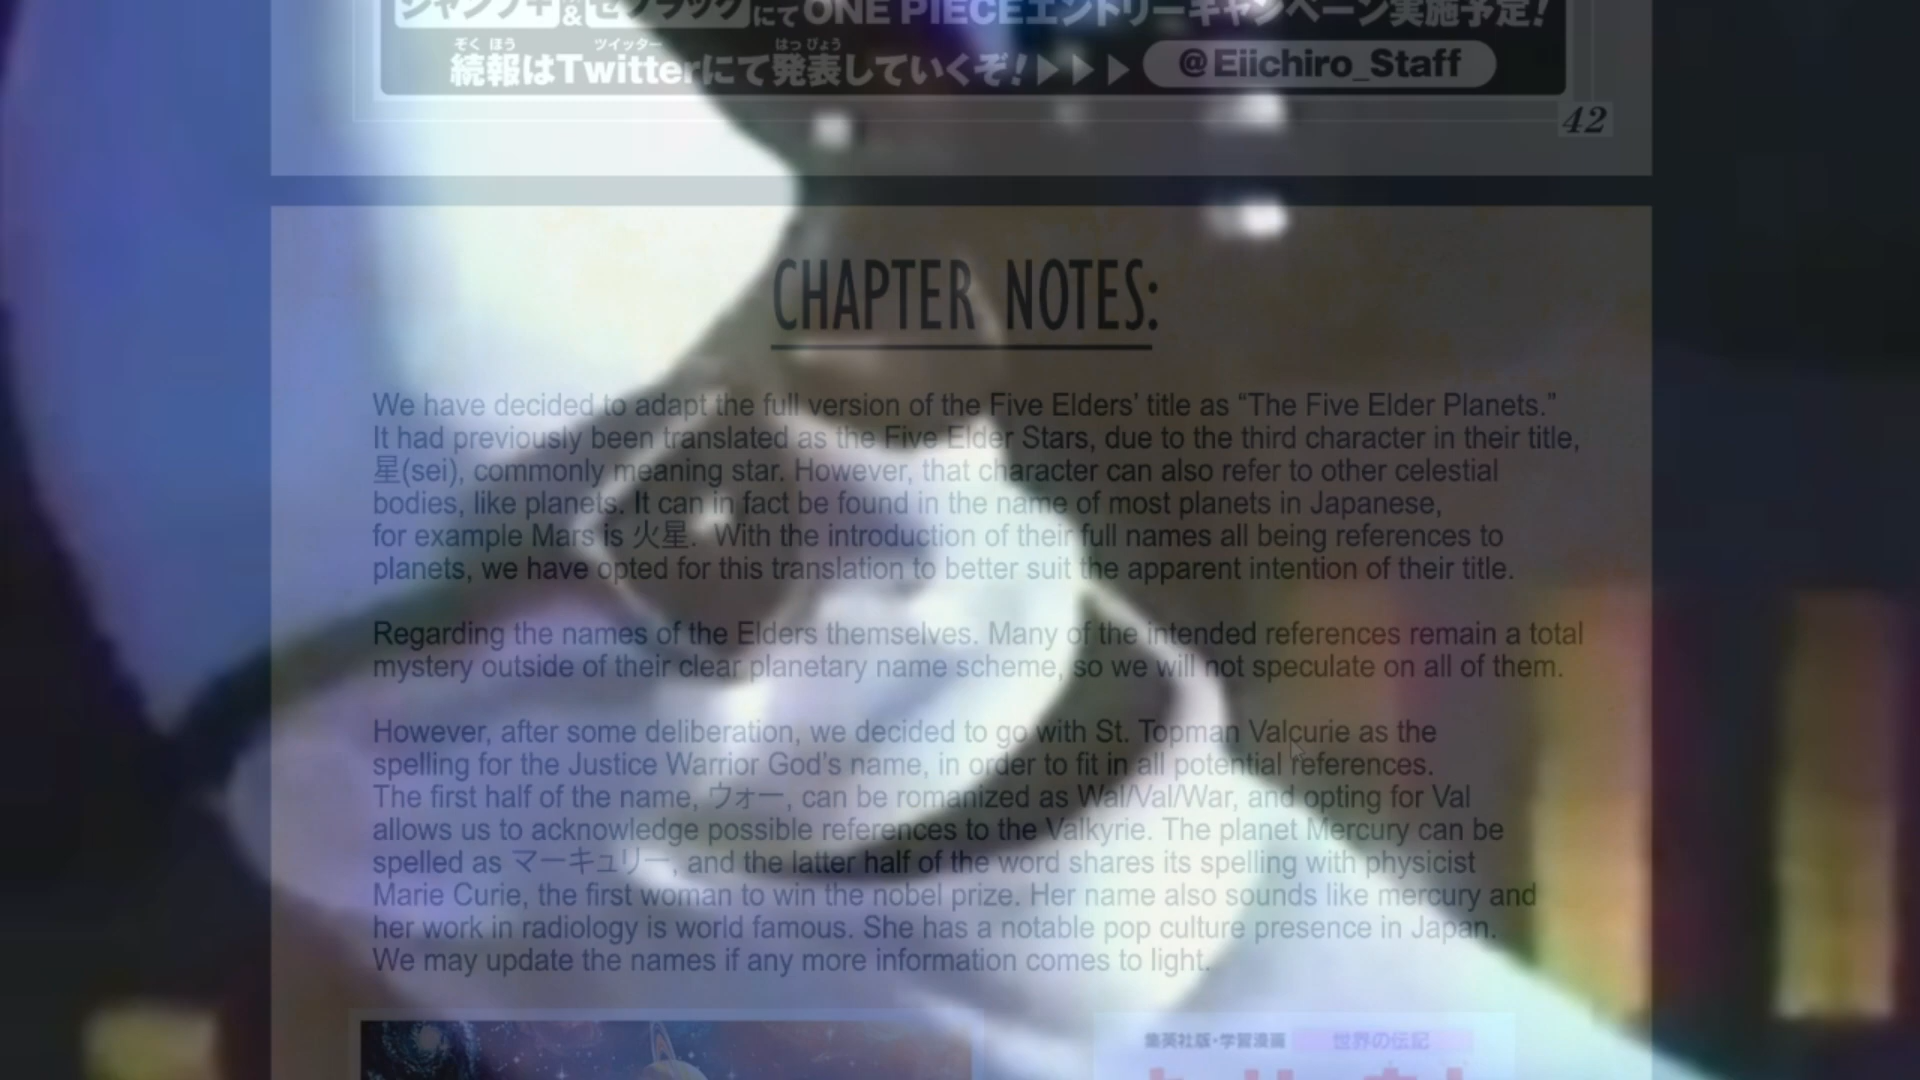 ジャンプ+&ゼブラックにてONE PIECEエントリーキャンペーン実施予定!
ぞくほう ツイッター はっぴょう
続報はTwitterにて発表していくぞ!▶▶▶ @Eiichiro_Staff
42
CHAPTER NOTES:
We have decided to adapt the full version of the Five Elders' title as “The Five Elder Planets.”
It had previously been translated as the Five Elder Stars, due to the third character in their title,
星(sei), commonly meaning star. However, that character can also refer to other celestial
bodies, like planets. It can in fact be found in the name of most planets in Japanese,
for example Mars is 火星. With the introduction of their full names all being references to
planets, we have opted for this translation to better suit the apparent intention of their title.
Regarding the names of the Elders themselves. Many of the intended references remain a total
mystery outside of their clear planetary name scheme, so we will not speculate on all of them.
However, after some deliberation, we decided to go with St. Topman Valcurie as the
spelling for the Justice Warrior God's name, in order to fit in all potential references.
The first half of the name, ウォー, can be romanized as Wal/Val/War, and opting for Val
allows us to acknowledge possible references to the Valkyrie. The planet Mercury can be
spelled as マーキュリー, and the latter half of the word shares its spelling with physicist
Marie Curie, the first woman to win the nobel prize. Her name also sounds like mercury and
her work in radiology is world famous. She has a notable pop culture presence in Japan.
We may update the names if any more information comes to light.
集英社版・学習漫画 世界の伝記